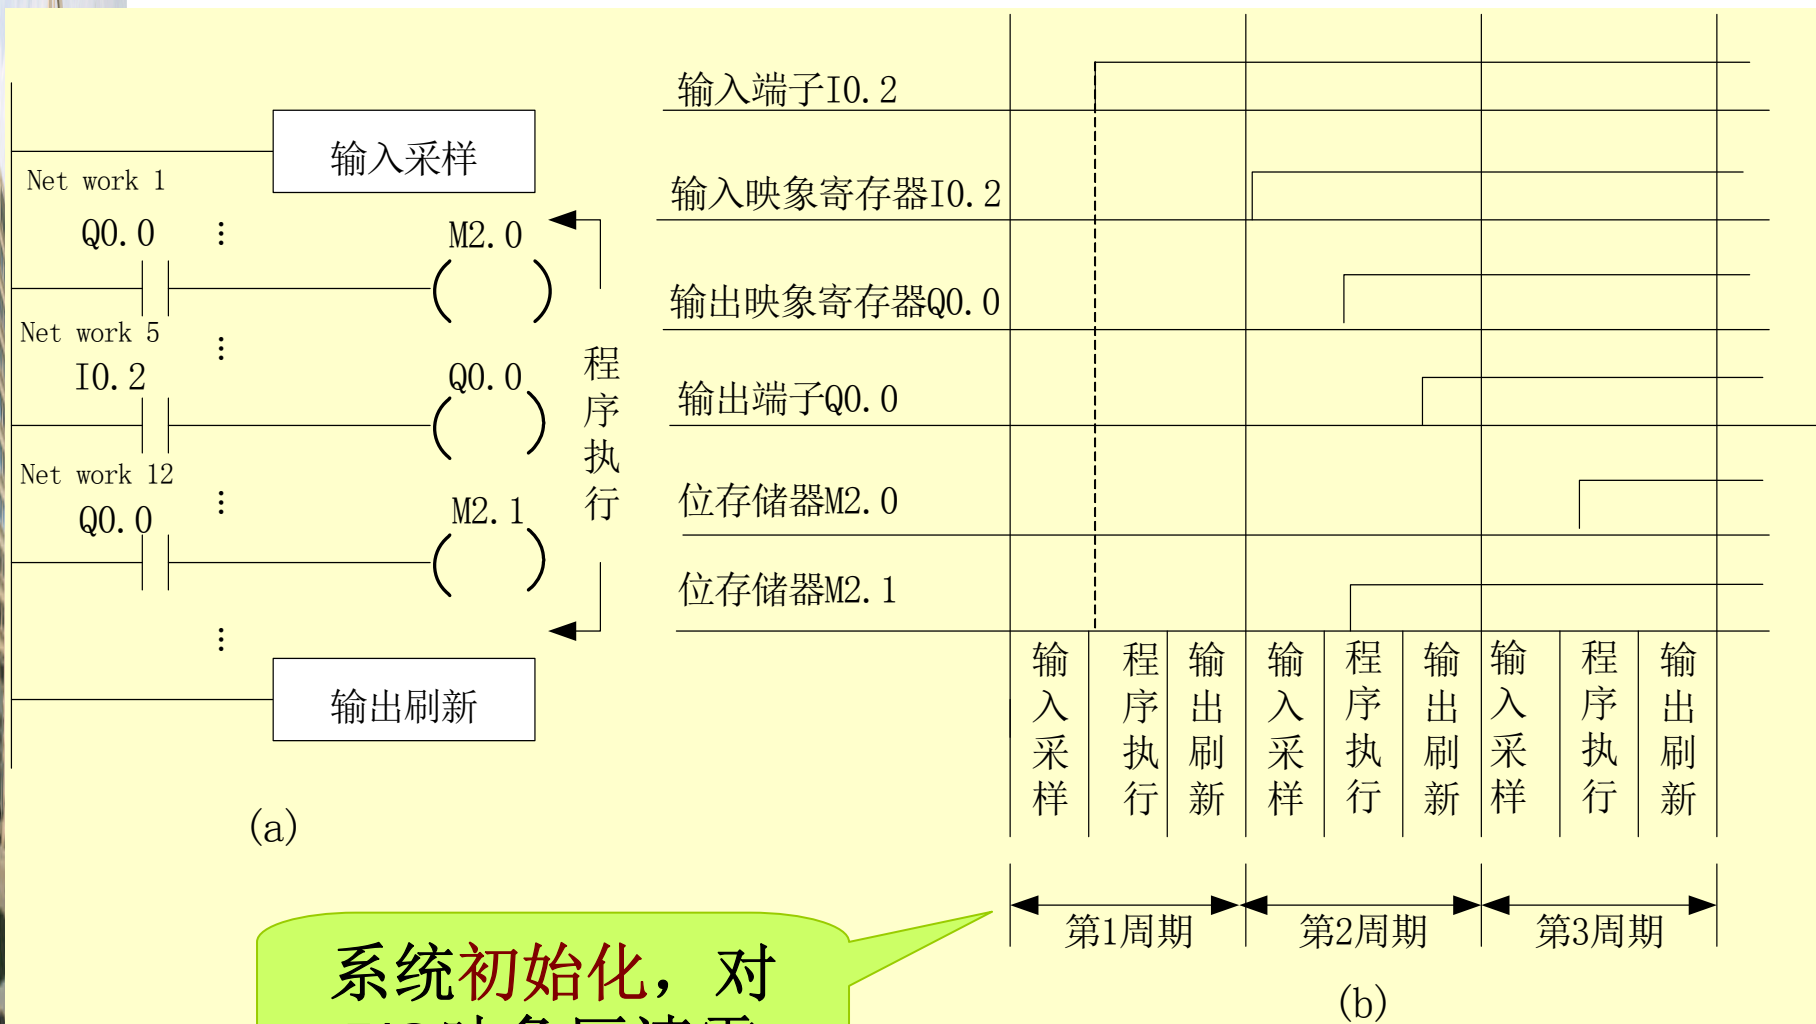 输入采样
Net work 1
Q0.0
⋮
M2.0
Net work 5
⋮
I0.2
Q0.0
Net work 12
⋮
Q0.0
M2.1
⋮
程序执行
输出刷新
(a)
输入端子I0.2
输入映象寄存器I0.2
输出映象寄存器Q0.0
输出端子Q0.0
位存储器M2.0
位存储器M2.1
输入采样
程序执行
输出刷新
输入采样
程序执行
输出刷新
输入采样
程序执行
输出刷新
第1周期
第2周期
第3周期
(b)
系统初始化，对